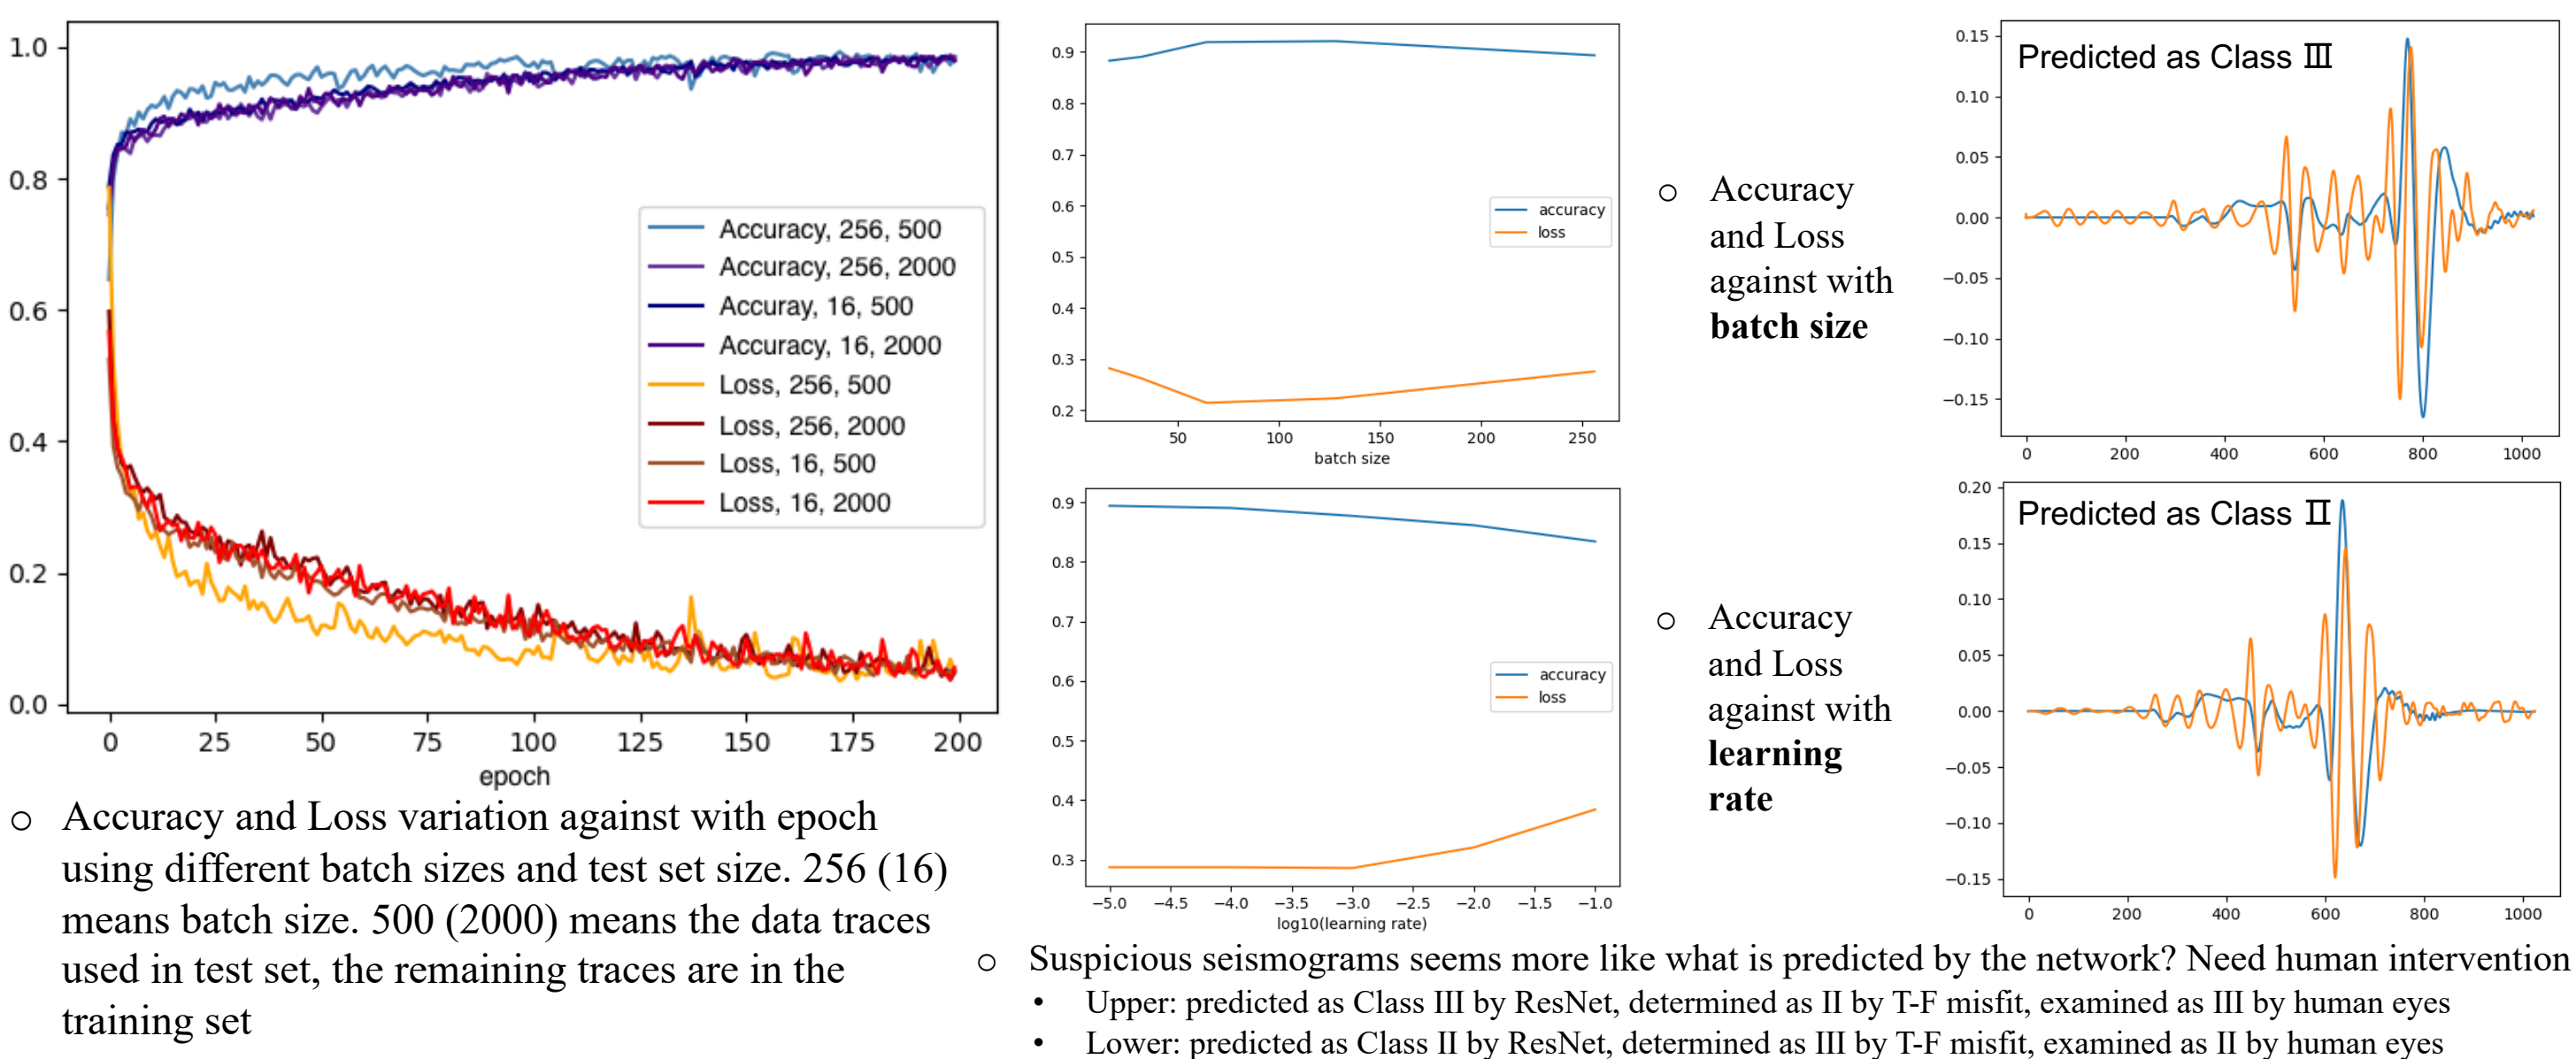 1.0
0.8
0.6
0.4
0.2
0.0
Accuracy, 256, 500
Accuracy, 256, 2000
Accuray, 16, 500
Accuracy, 16, 2000
Loss, 256, 500
Loss, 256, 2000
Loss, 16, 500
Loss, 16, 2000
0 25 50 75 100 125 150 175 200
epoch
○ Accuracy and Loss variation against with epoch
using different batch sizes and test set size. 256 (16)
means batch size. 500 (2000) means the data traces
used in test set, the remaining traces are in the
training set
0.9
0.8
0.7
0.6
0.5
0.4
0.3
0.2
accuracy
loss
50 100 150 200 250
batch size
○ Accuracy
and Loss
against with
batch size
0.9
0.8
0.7
0.6
0.5
0.4
0.3
accuracy
loss
−5.0 −4.5 −4.0 −3.5 −3.0 −2.5 −2.0 −1.5 −1.0
log10(learning rate)
○ Accuracy
and Loss
against with
learning
rate
Predicted as Class Ⅲ
0.15
0.10
0.05
0.00
−0.05
−0.10
−0.15
0 200 400 600 800 1000
Predicted as Class Ⅱ
0.20
0.15
0.10
0.05
0.00
−0.05
−0.10
−0.15
0 200 400 600 800 1000
○ Suspicious seismograms seems more like what is predicted by the network? Need human intervention
• Upper: predicted as Class III by ResNet, determined as II by T-F misfit, examined as III by human eyes
• Lower: predicted as Class II by ResNet, determined as III by T-F misfit, examined as II by human eyes